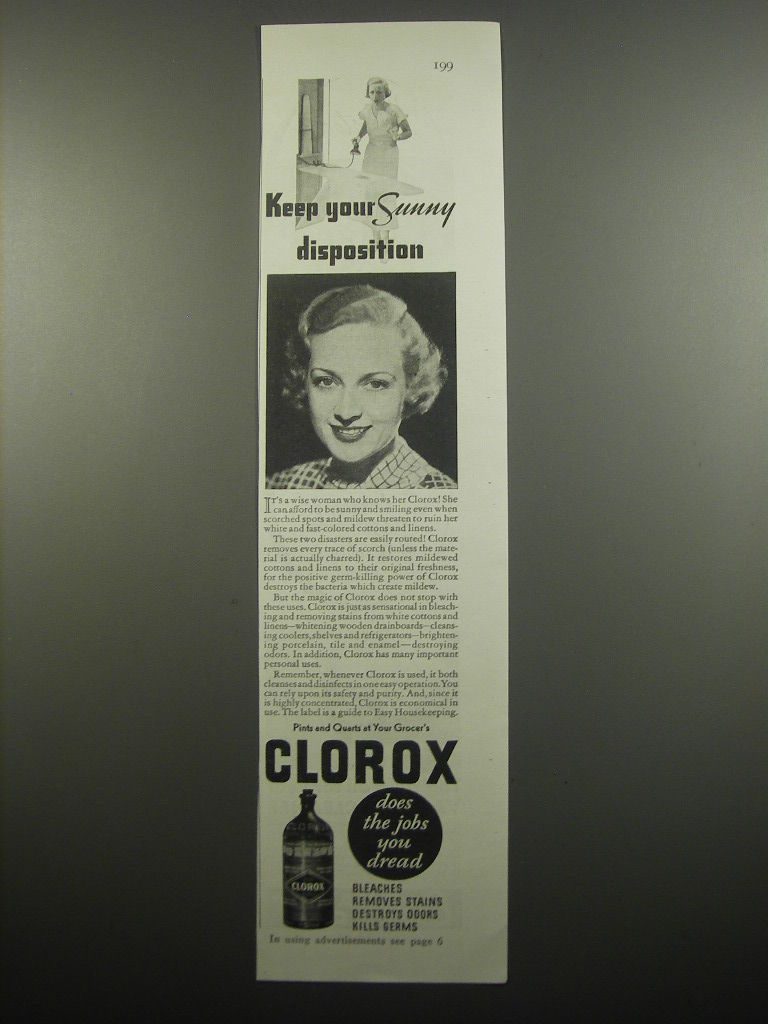 199
Keep your Sunny
disposition
It's a wise woman who knows her Clorox! She
can afford to be sunny and smiling even when
scorched spots and mildew threaten to ruin her
white and fast-colored cottons and linens.
These two disasters are easily routed! Clorox
removes every trace of scorch (unless the mate-
rial is actually charred). It restores mildewed
cottons and linens to their original freshness,
for the positive germ-killing power of Clorox
destroys the bacteria which create mildew.
But the magic of Clorox does not stop with
these uses. Clorox is just as sensational in bleach-
ing and removing stains from white cottons and
linens—whitening wooden drainboards—cleans-
ing coolers, shelves and refrigerators—brighten-
ing porcelain, tile and enamel—destroying
odors. In addition, Clorox has many important
personal uses.
Remember, whenever Clorox is used, it both
cleanses and disinfects in one easy operation. You
can rely upon its safety and purity. And, since it
is highly concentrated, Clorox is economical in
use. The label is a guide to Easy Housekeeping.
Pints and Quarts at Your Grocer's
CLOROX
does
the jobs
you
dread
CLOROX
BLEACHES
REMOVES STAINS
DESTROYS ODORS
KILLS GERMS
In using advertisements see page 6